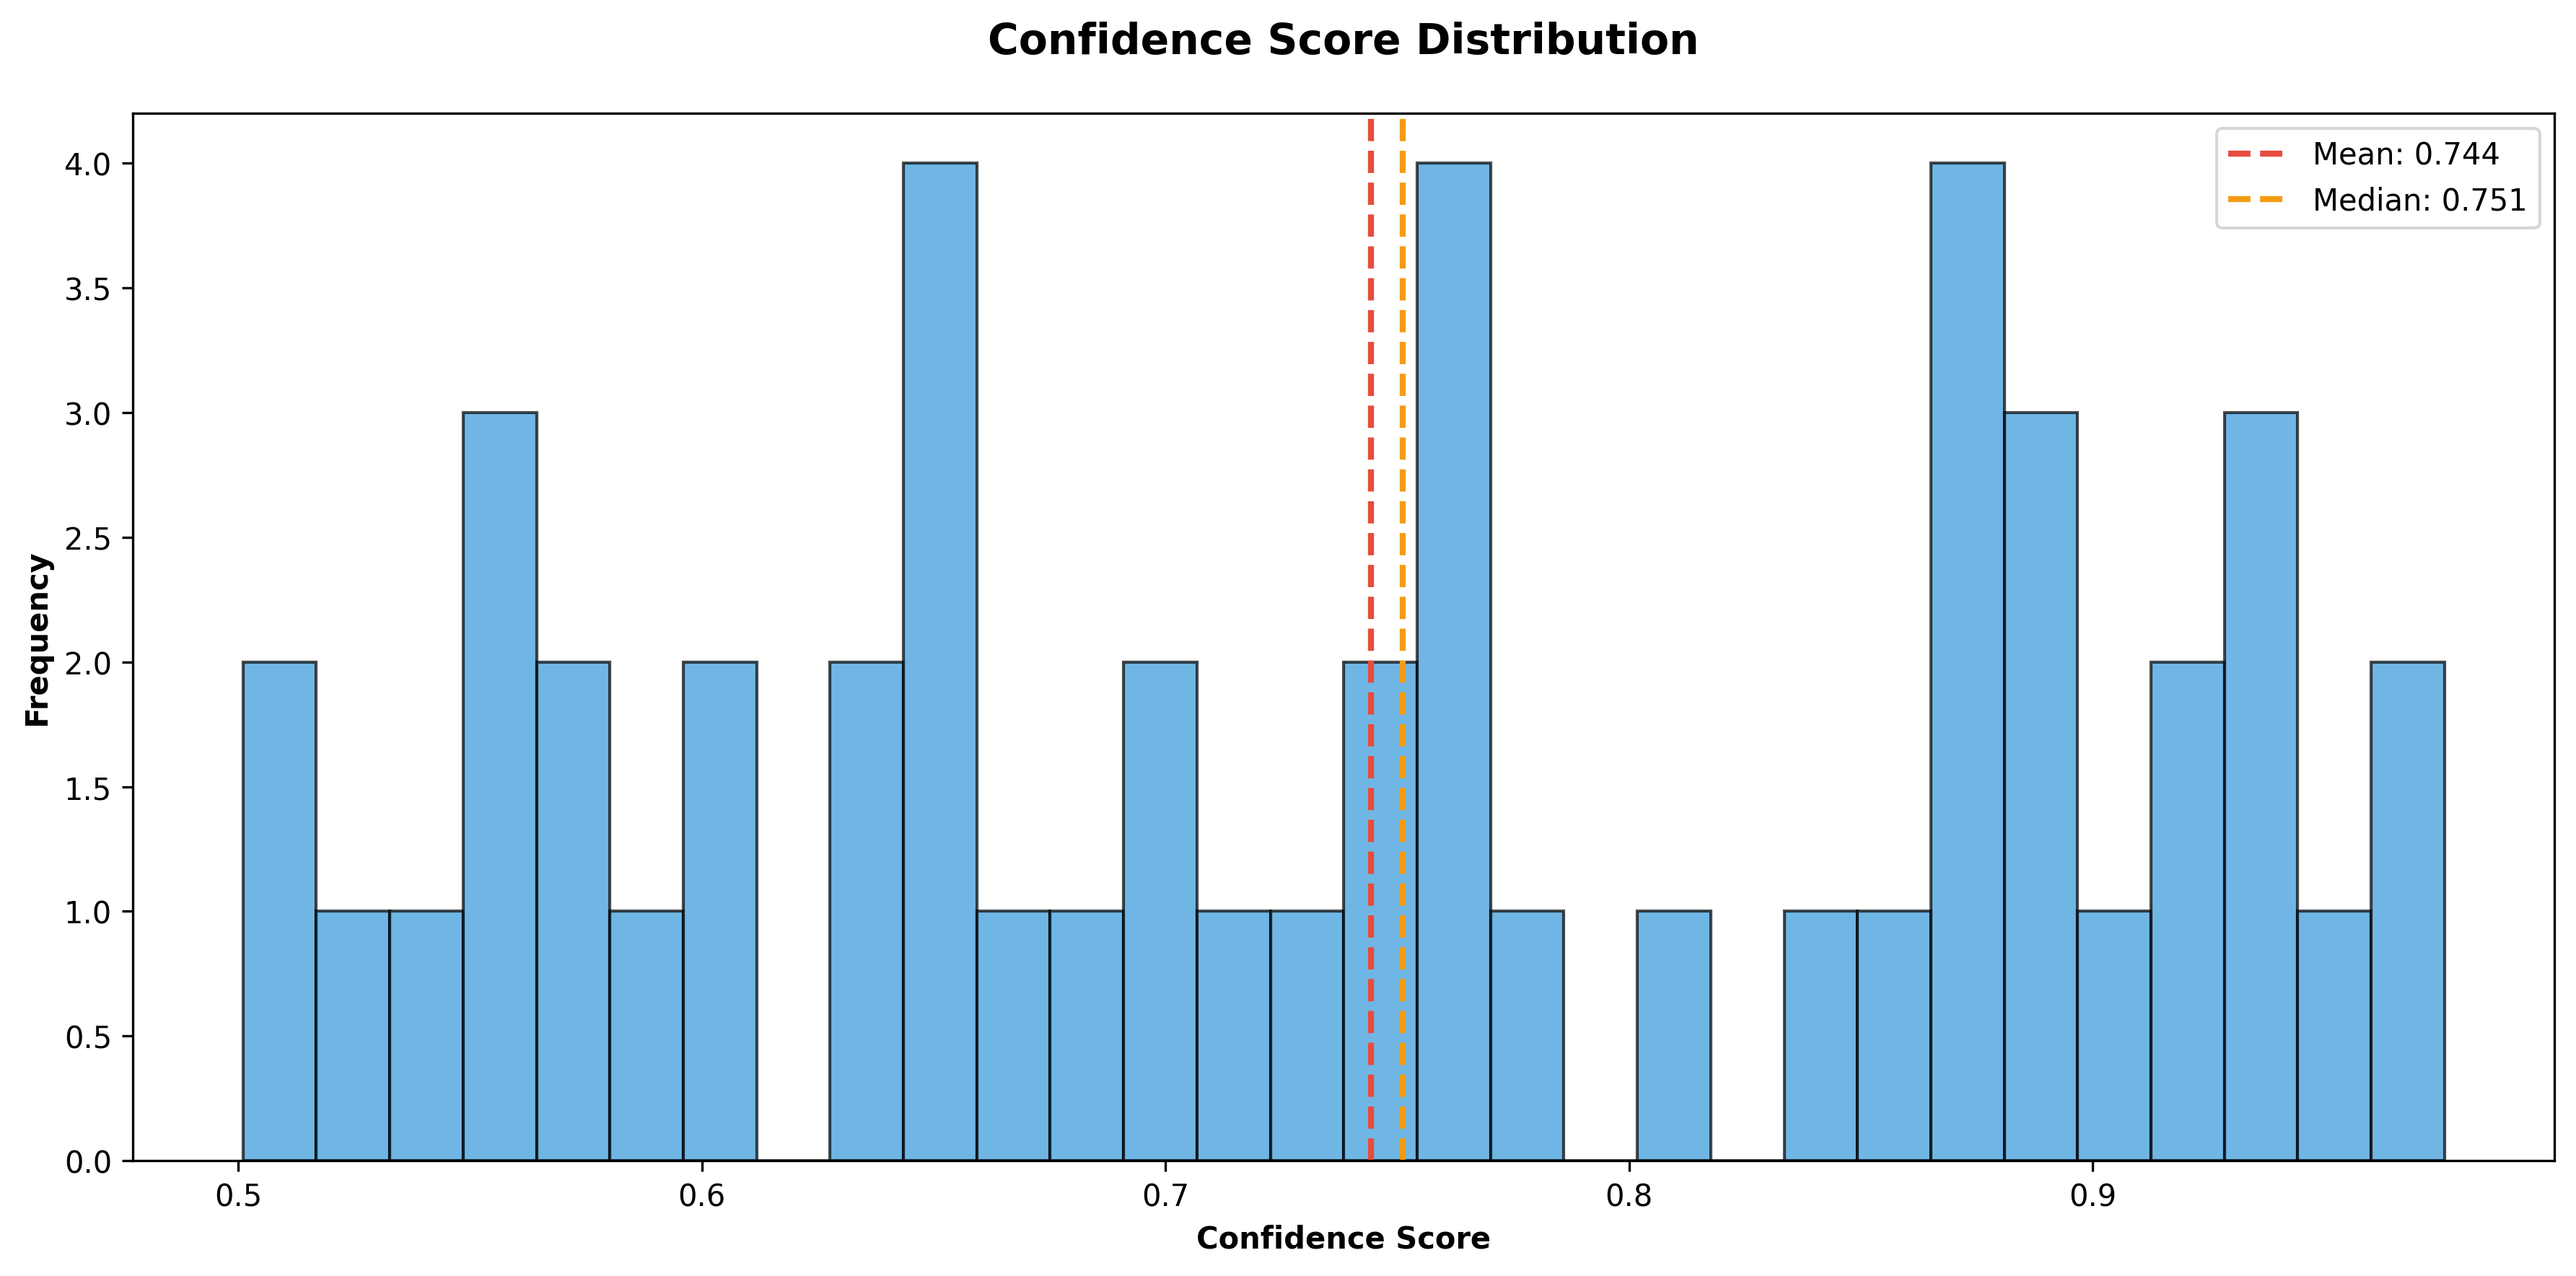 Confidence Score Distribution
Mean: 0.744
Median: 0.751
4.0
3.5
3.0
2.5
2.0
1.5
1.0
0.5
0.0
Frequency
0.5 0.6 0.7 0.8 0.9
Confidence Score